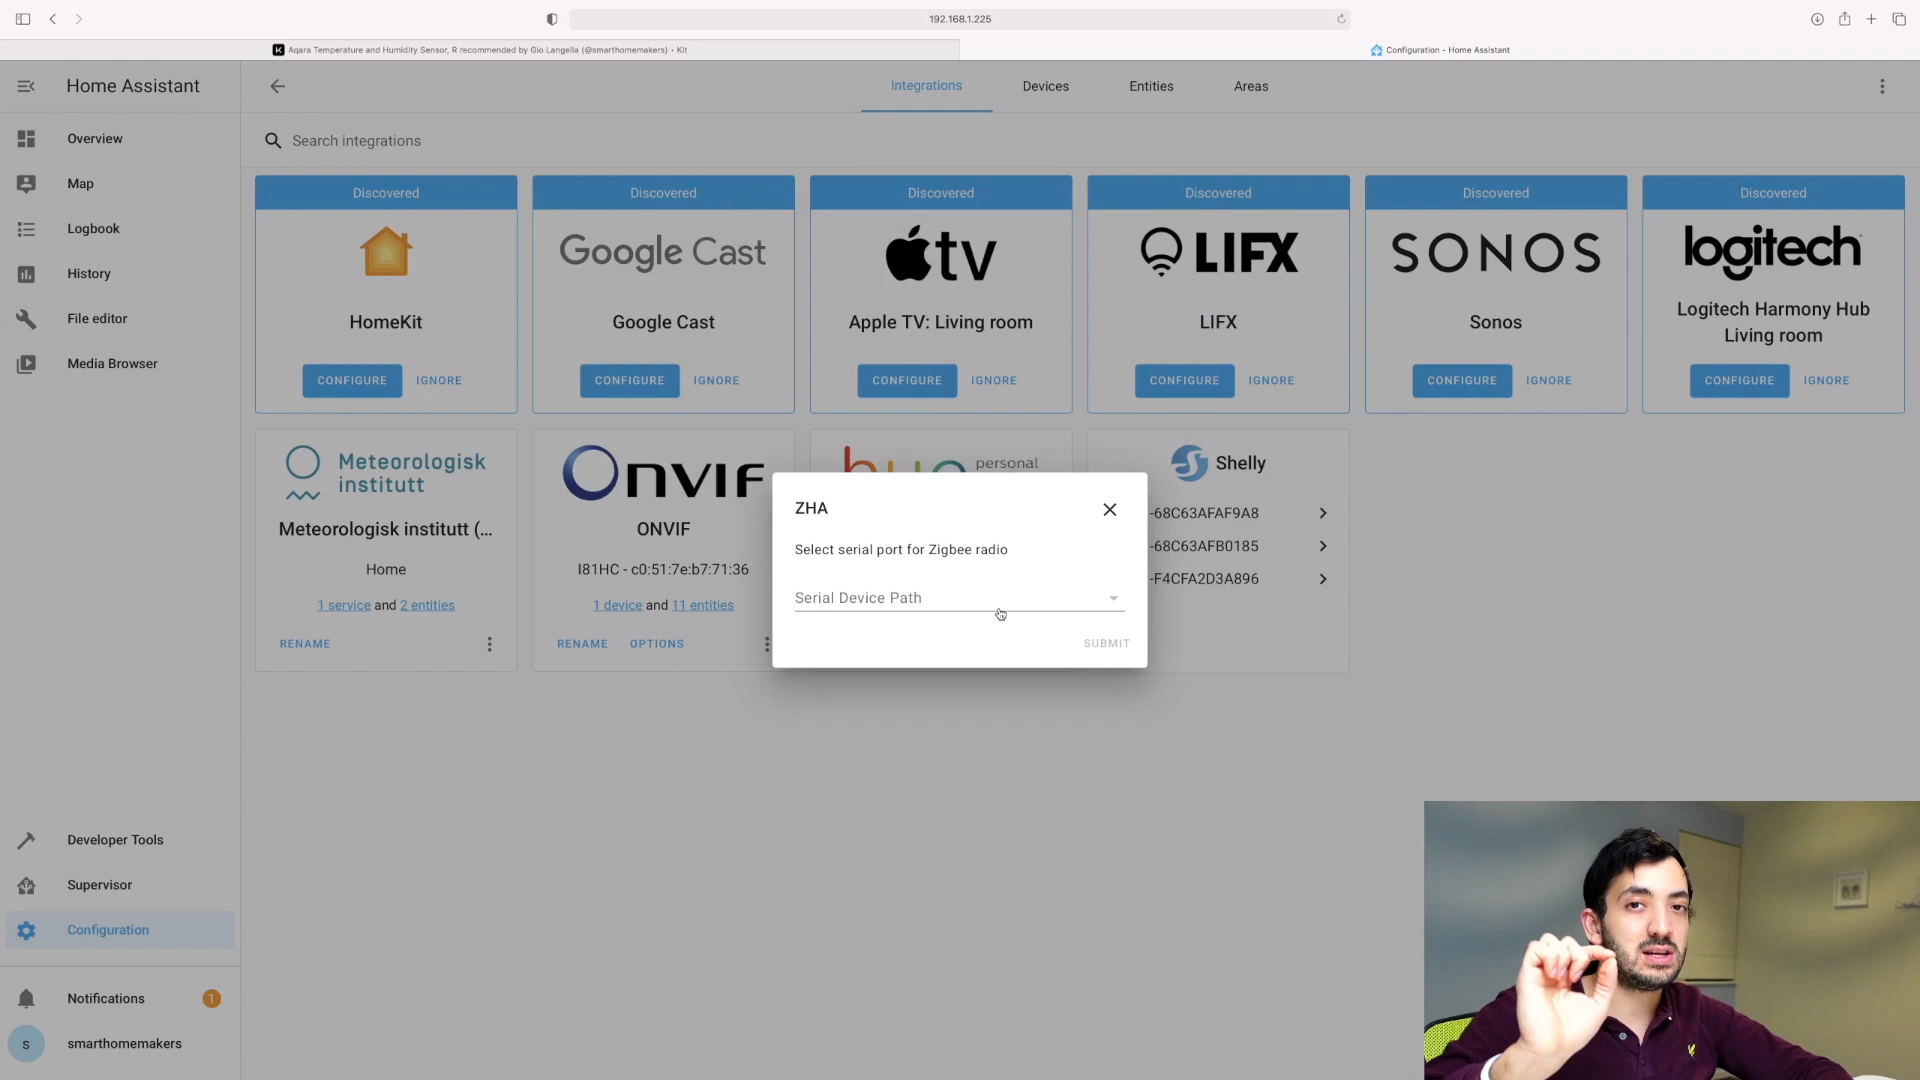 192.168.1.225
Aqara Temperature and Humidity Sensor, R recommended by Gio Langella (@smarthomemakers) • Kit
Configuration - Home Assistant
Home Assistant
Integrations
Devices
Entities
Areas
Overview
Map
Logbook
History
File editor
Media Browser
Search integrations
Discovered
Discovered
Discovered
Discovered
Discovered
Discovered
Google Cast
tv
LIFX
SONOS
logitech
HomeKit
Google Cast
Apple TV: Living room
LIFX
Sonos
Logitech Harmony Hub
Living room
CONFIGURE IGNORE
CONFIGURE IGNORE
CONFIGURE IGNORE
CONFIGURE IGNORE
CONFIGURE IGNORE
CONFIGURE IGNORE
Meteorologisk
institutt
Meteorologisk institutt (...
Home
1 service and 2 entities
RENAME
ONVIF
ONVIF
I81HC - c0:51:7e:b7:71:36
1 device and 11 entities
RENAME OPTIONS
hue personal
Shelly
-68C63AFAF9A8
-68C63AFB0185
-F4CFA2D3A896
ZHA
Select serial port for Zigbee radio
Serial Device Path
SUBMIT
Developer Tools
Supervisor
Configuration
Notifications 1
s smarthomemakers